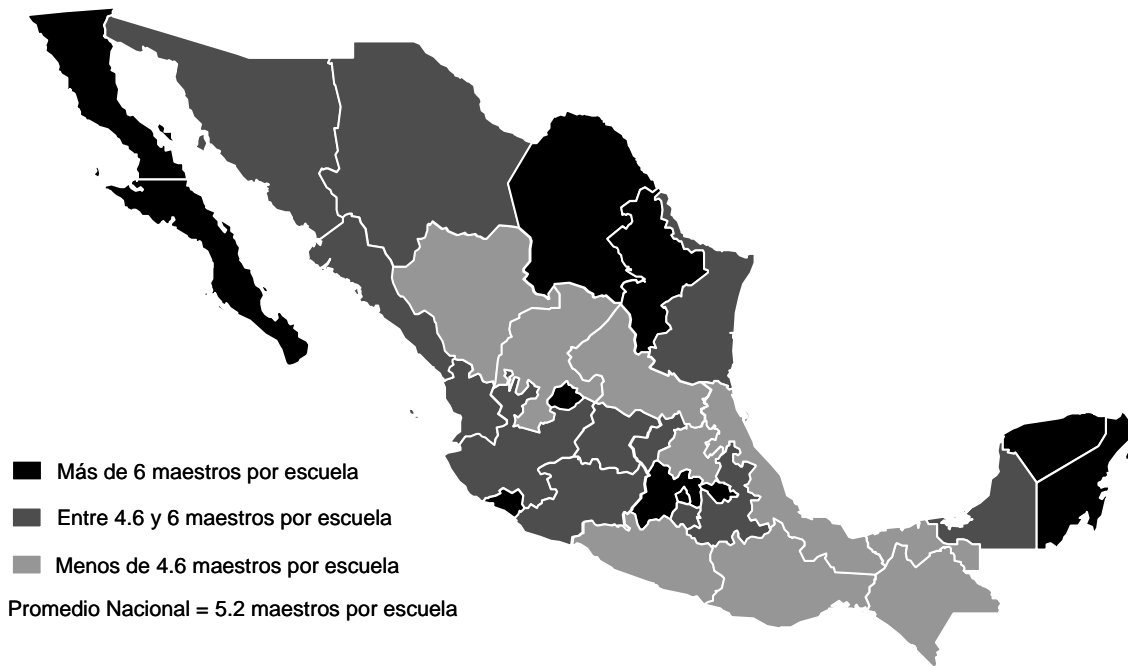 Más de 6 maestros por escuela
Entre 4.6 y 6 maestros por escuela
Menos de 4.6 maestros por escuela
Promedio Nacional = 5.2 maestros por escuela